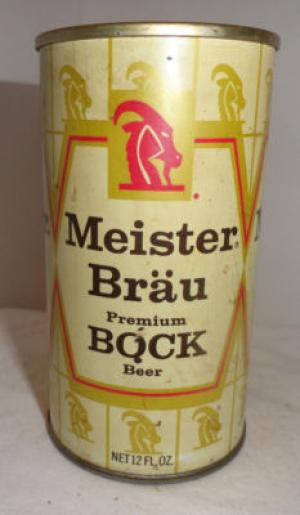 Meister
Bräu
Premium
BOCK
Beer
NET 12 FL. OZ.